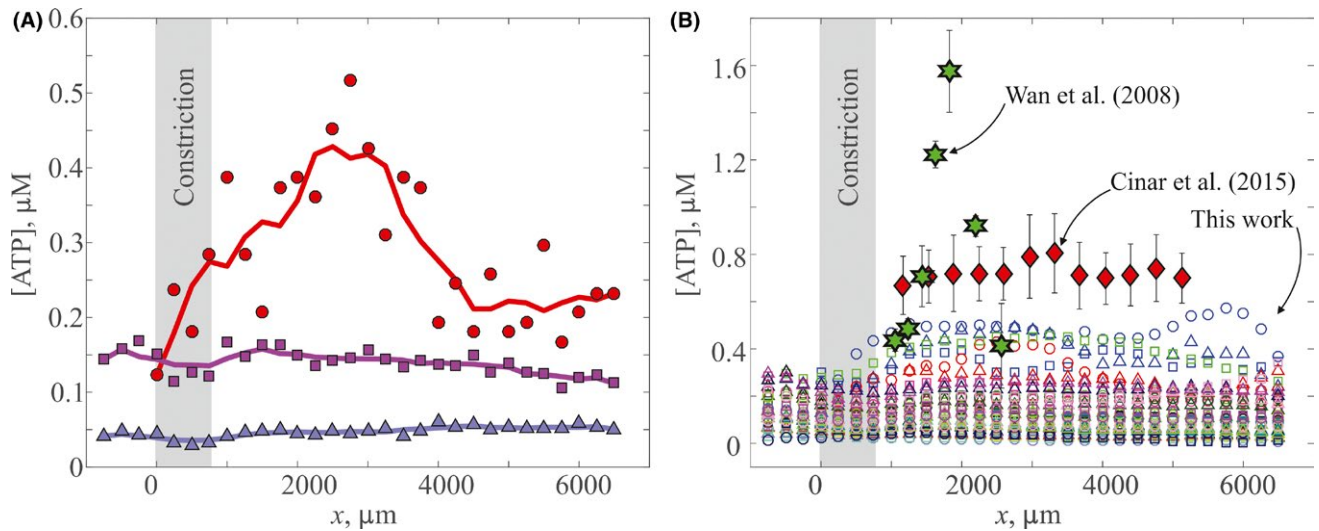 (A)
0.6
0.5
0.4
0.3
0.2
0.1
0
[ATP], μM
Constriction
0 2000 4000 6000
x, μm
(B)
1.6
1.2
0.8
0.4
0
[ATP], μM
Constriction
Wan et al. (2008)
Cinar et al. (2015)
This work
0 2000 4000 6000
x, μm